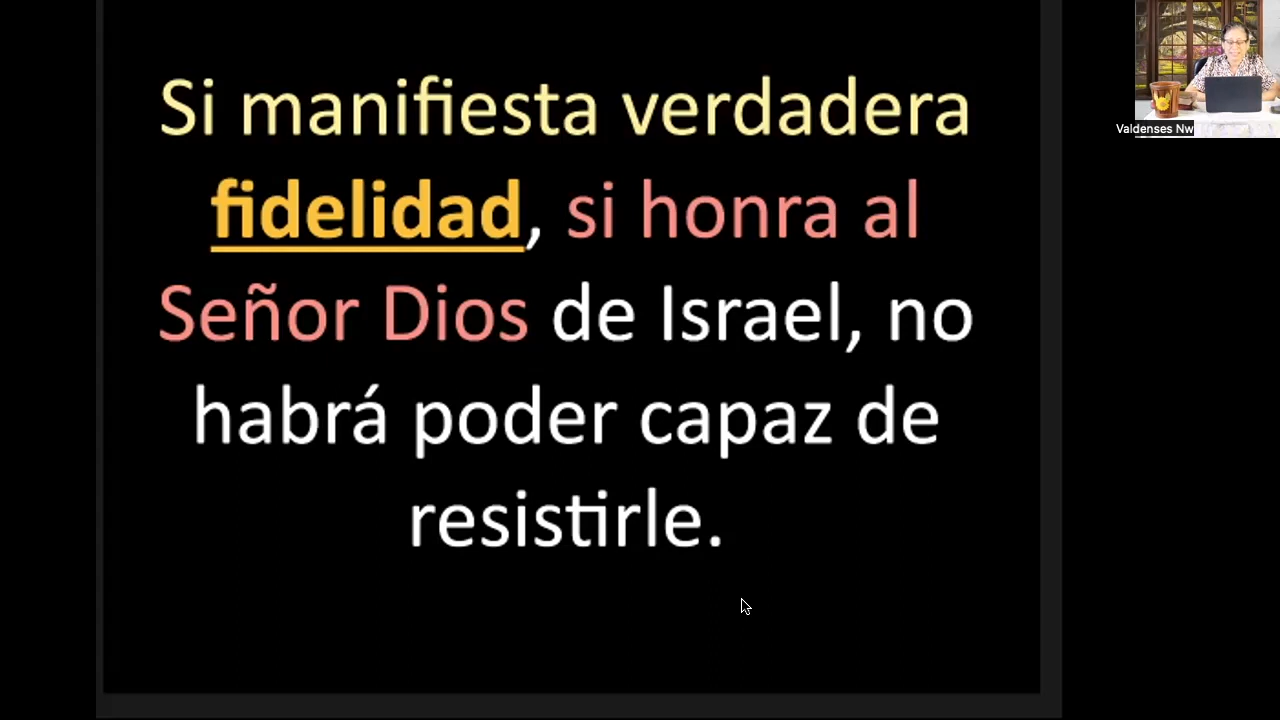 Si manifiesta verdadera
fidelidad, si honra al
Señor Dios de Israel, no
habrá poder capaz de
resistirle.
Valdenses Nw